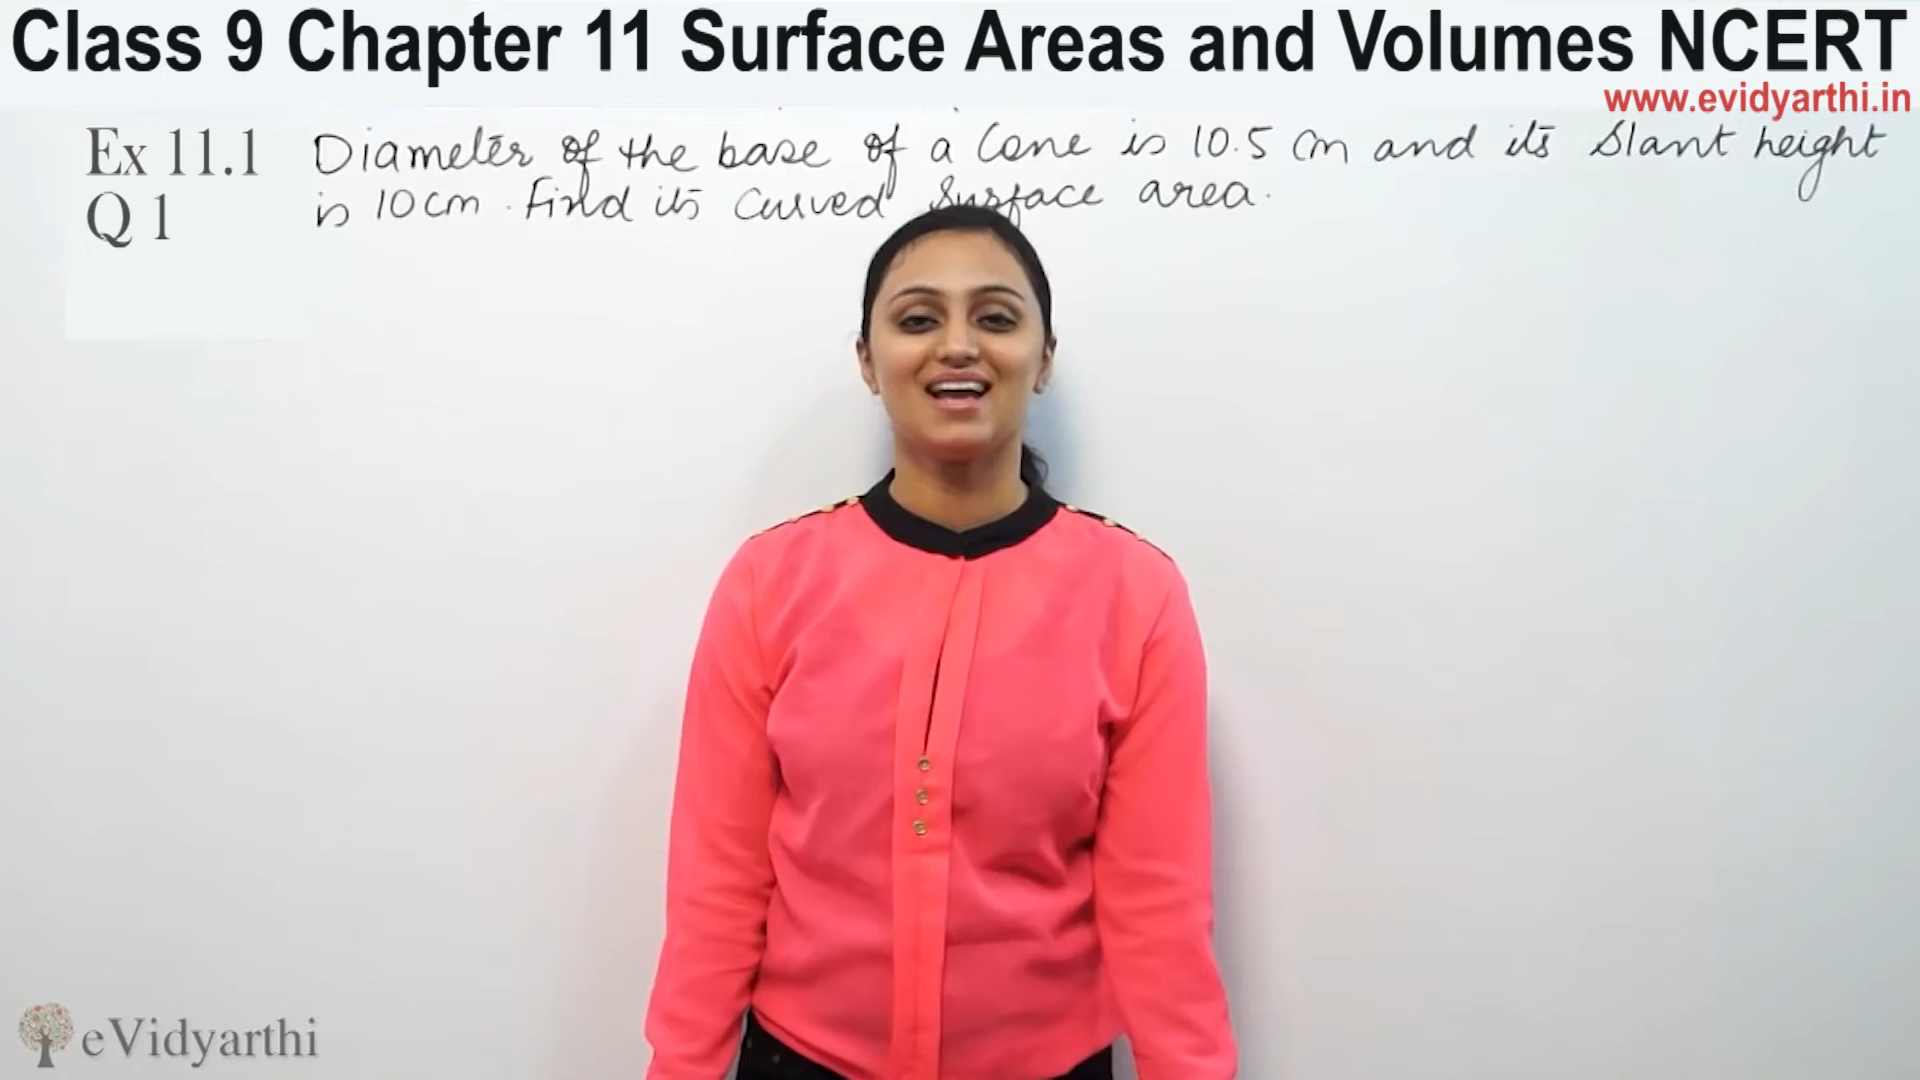 Class 9 Chapter 11 Surface Areas and Volumes NCERT
www.evidyarthi.in
Ex 11.1 Diameter of the base of a Cone is 10.5 cm and its Slant height
Q 1 is 10cm. Find its Curved Surface area.
eVidyarthi